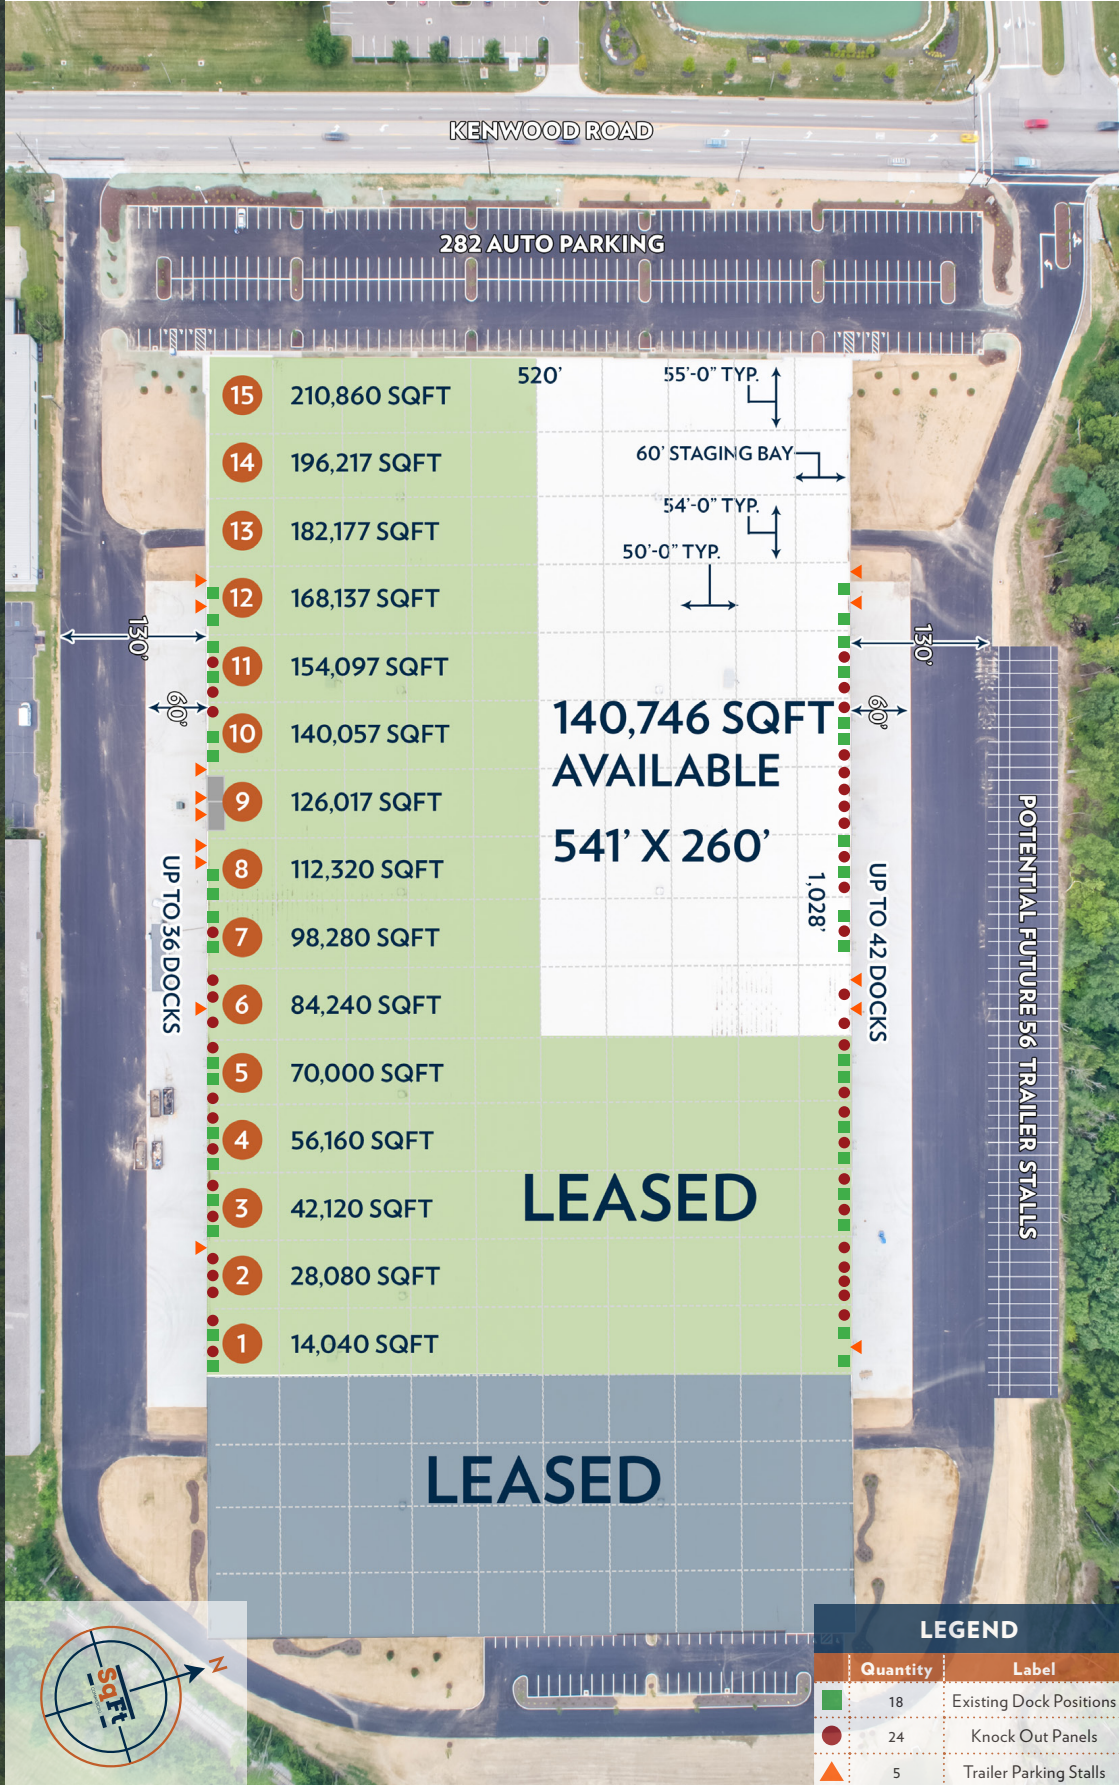 KENWOOD ROAD
282 AUTO PARKING
520'
55'-0" TYP.
60' STAGING BAY
54'-0" TYP.
50'-0" TYP.
15 210,860 SQFT
14 196,217 SQFT
13 182,177 SQFT
12 168,137 SQFT
11 154,097 SQFT
10 140,057 SQFT
9 126,017 SQFT
8 112,320 SQFT
7 98,280 SQFT
6 84,240 SQFT
5 70,000 SQFT
4 56,160 SQFT
3 42,120 SQFT
2 28,080 SQFT
1 14,040 SQFT
130'
60'
UP TO 36 DOCKS
140,746 SQFT
AVAILABLE
541' X 260'
1,028'
130'
60'
UP TO 42 DOCKS
POTENTIAL FUTURE 56 TRAILER STALLS
LEASED
LEASED
N
SqFt
LEGEND
Quantity Label
18 Existing Dock Positions
24 Knock Out Panels
5 Trailer Parking Stalls